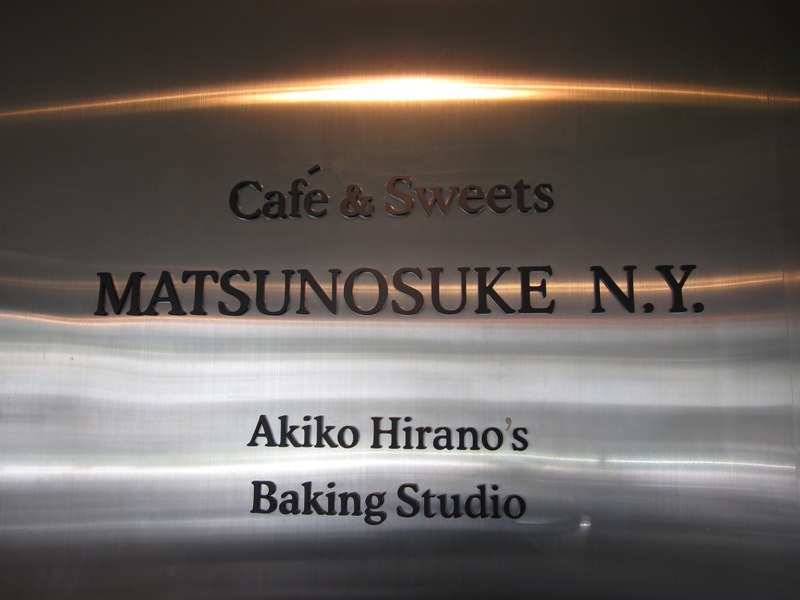 Café & Sweets
MATSUNOSUKE N.Y.
Akiko Hirano's
Baking Studio